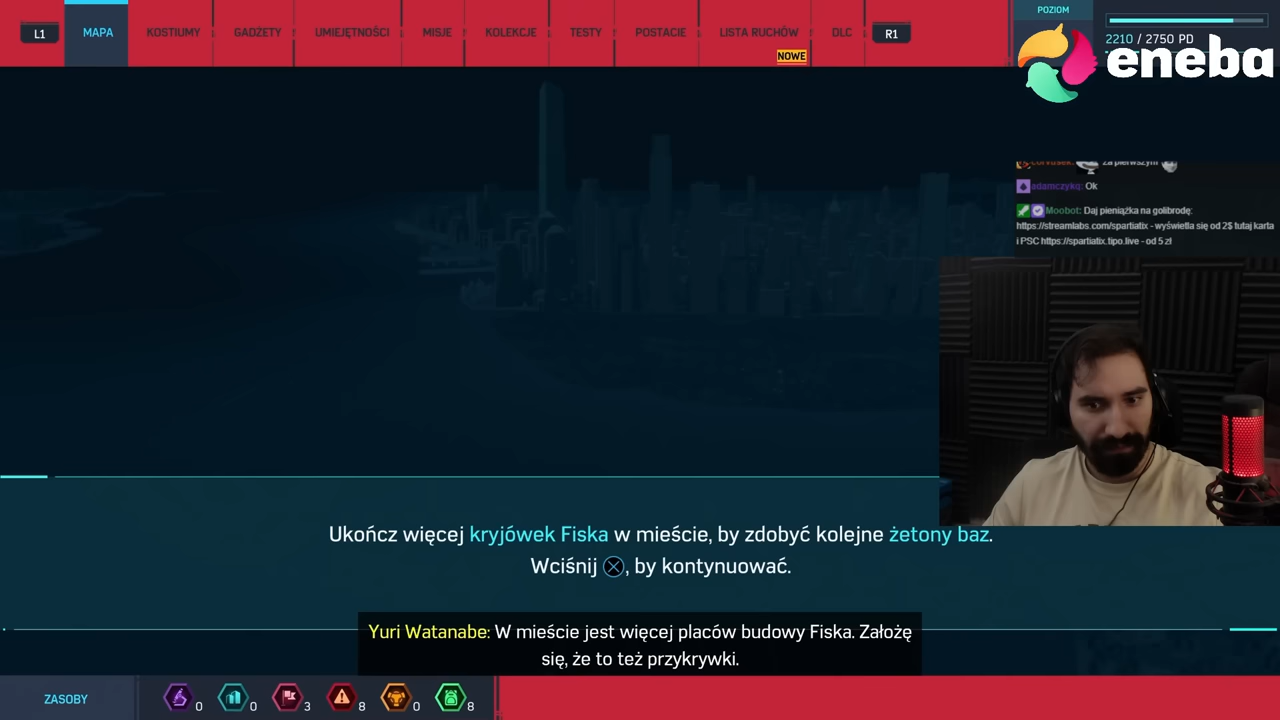 L1
MAPA
KOSTIUMY
GADŻETY
UMIEJĘTNOŚCI
MISJE
KOLEKCJE
TESTY
POSTACIE
LISTA RUCHÓW
NOWE
DLC
R1
POZIOM
2210 / 2750 PD
eneba
za pierwszym
adamczykq: Ok
Moobot: Daj pieniążka na golibrodę:
https://streamlabs.com/spartiatix - wyświetla się od 2$ tutaj karta
i PSC https://spartiatix.tipo.live - od 5 zł
Ukończ więcej kryjówek Fiska w mieście, by zdobyć kolejne żetony baz.
Wciśnij , by kontynuować.
Yuri Watanabe: W mieście jest więcej placów budowy Fiska. Założę
się, że to też przykrywki.
ZASOBY
0
0
3
8
0
8